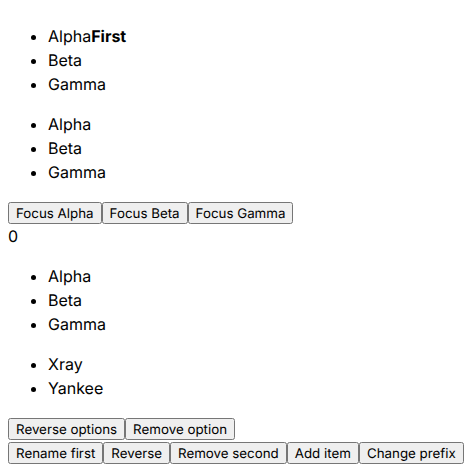 AlphaFirst
Beta
Gamma
Alpha
Beta
Gamma
Focus Alpha Focus Beta Focus Gamma
0
Alpha
Beta
Gamma
Xray
Yankee
Reverse options Remove option
Rename first Reverse Remove second Add item Change prefix